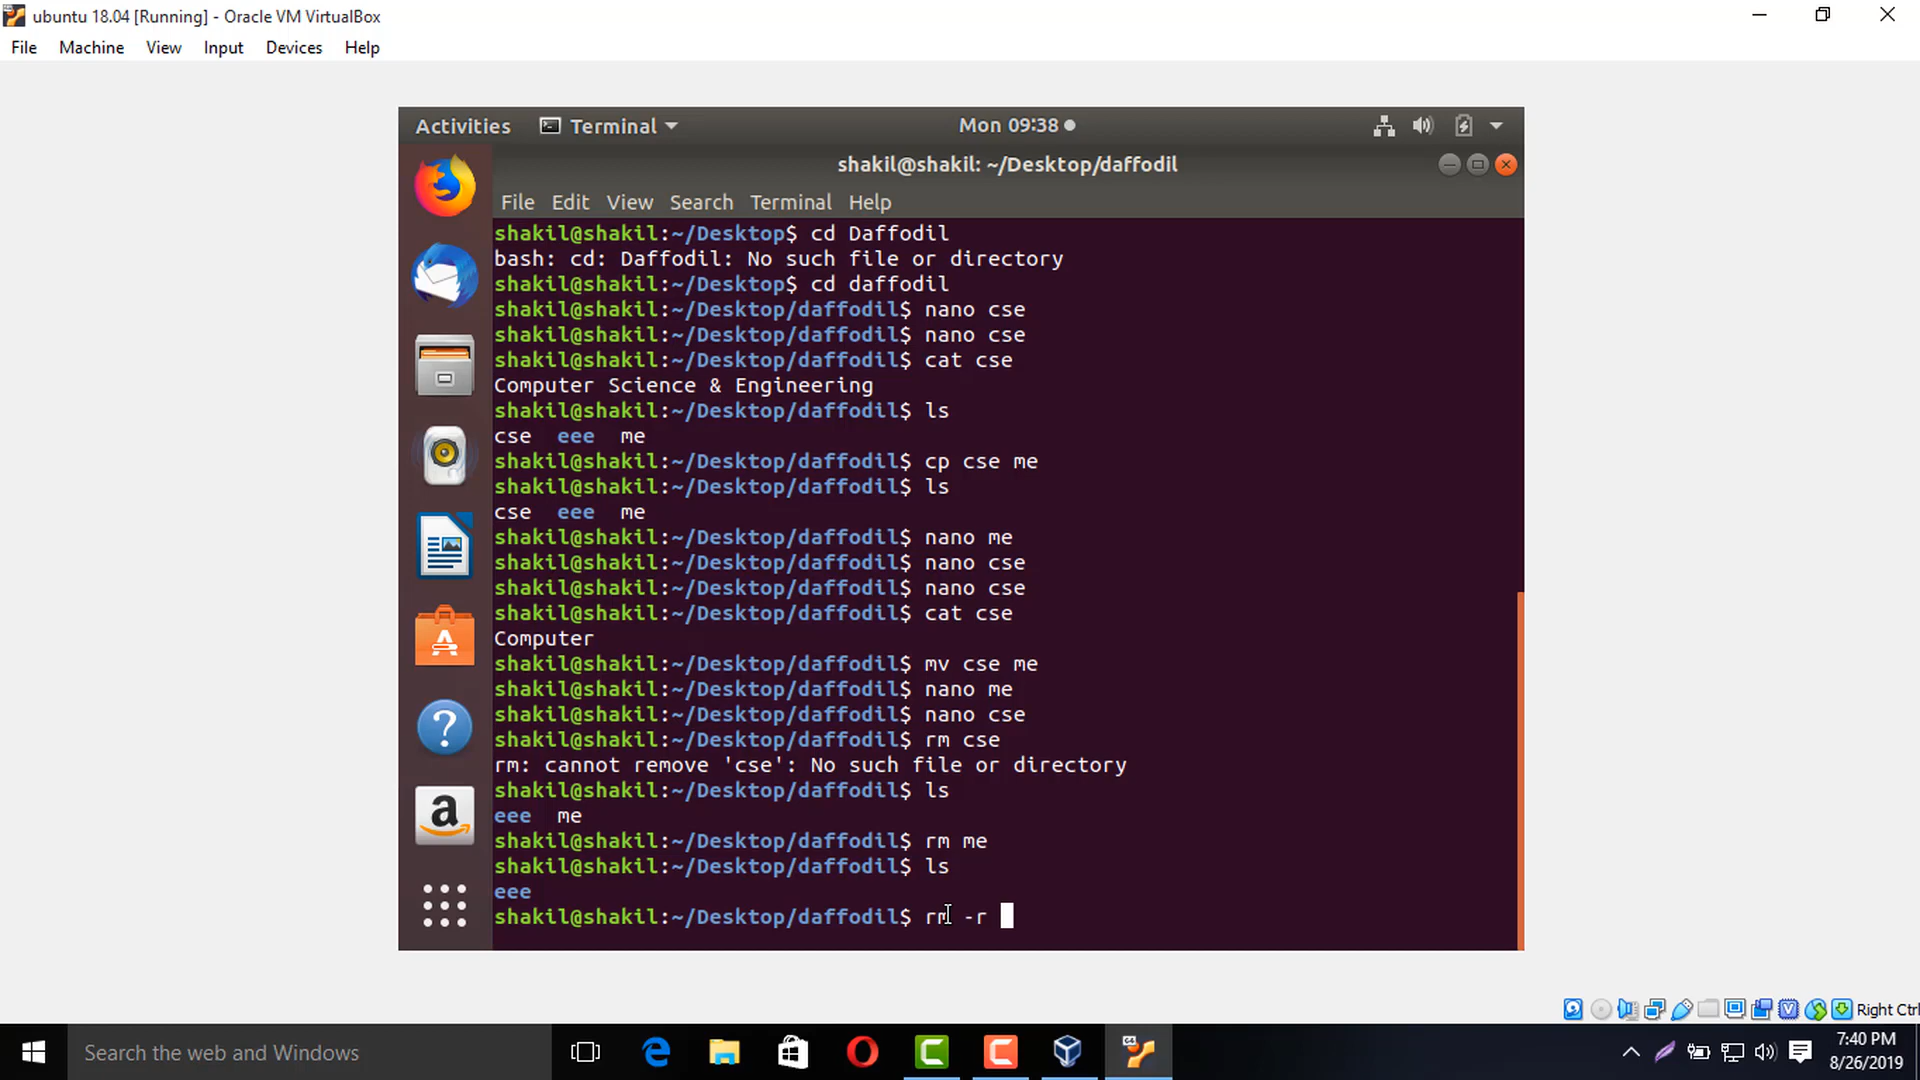 ubuntu 18.04 [Running] - Oracle VM VirtualBox
File Machine View Input Devices Help
Activities Terminal Mon 09:38
shakil@shakil: ~/Desktop/daffodil
File Edit View Search Terminal Help
shakil@shakil:~/Desktop$ cd Daffodil
bash: cd: Daffodil: No such file or directory
shakil@shakil:~/Desktop$ cd daffodil
shakil@shakil:~/Desktop/daffodil$ nano cse
shakil@shakil:~/Desktop/daffodil$ nano cse
shakil@shakil:~/Desktop/daffodil$ cat cse
Computer Science & Engineering
shakil@shakil:~/Desktop/daffodil$ ls
cse eee me
shakil@shakil:~/Desktop/daffodil$ cp cse me
shakil@shakil:~/Desktop/daffodil$ ls
cse eee me
shakil@shakil:~/Desktop/daffodil$ nano me
shakil@shakil:~/Desktop/daffodil$ nano cse
shakil@shakil:~/Desktop/daffodil$ nano cse
shakil@shakil:~/Desktop/daffodil$ cat cse
Computer
shakil@shakil:~/Desktop/daffodil$ mv cse me
shakil@shakil:~/Desktop/daffodil$ nano me
shakil@shakil:~/Desktop/daffodil$ nano cse
shakil@shakil:~/Desktop/daffodil$ rm cse
rm: cannot remove 'cse': No such file or directory
shakil@shakil:~/Desktop/daffodil$ ls
eee me
shakil@shakil:~/Desktop/daffodil$ rm me
shakil@shakil:~/Desktop/daffodil$ ls
eee
shakil@shakil:~/Desktop/daffodil$ rm -r
Right Ctrl
Search the web and Windows
7:40 PM
8/26/2019